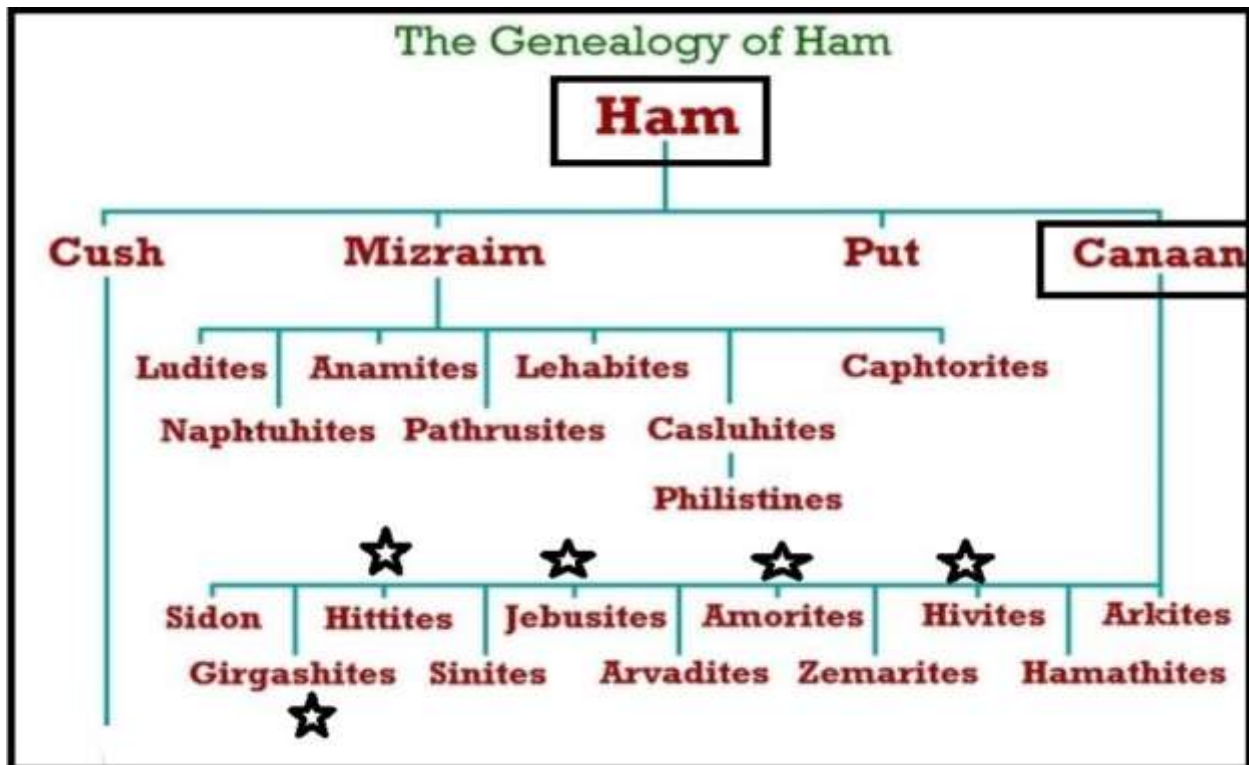 The Genealogy of Ham
Ham
Cush Mizraim Put Canaan
Ludites Anamites Lehabites Caphtorites
Naphtuhites Pathrusites Casluhites
Philistines
Sidon Hittites Jebusites Amorites Hivites Arkites
Girgashites Sinites Arvadites Zemarites Hamathites